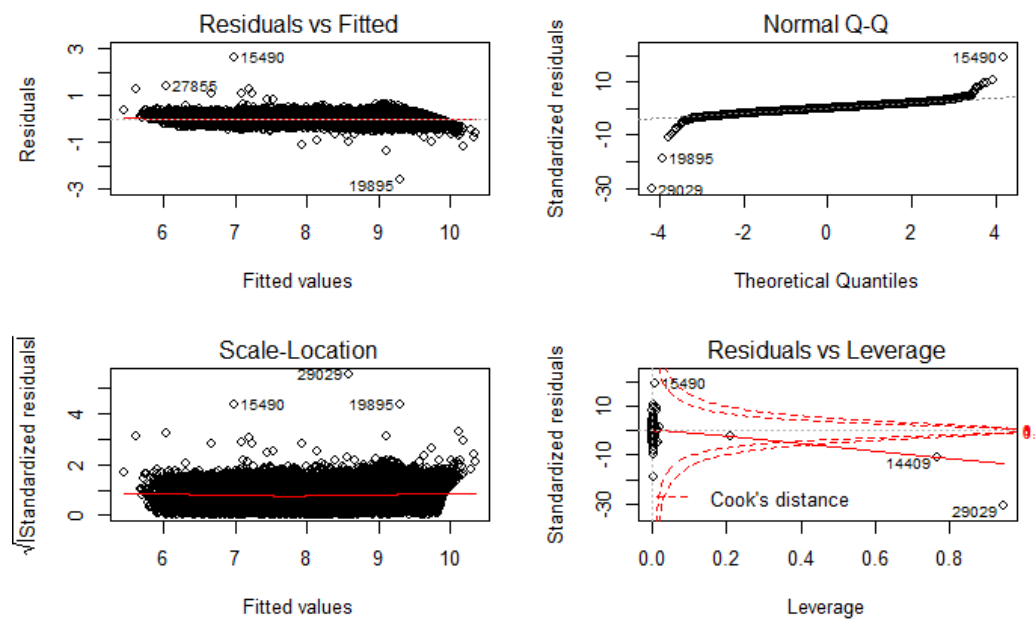 Residuals vs Fitted
Residuals
3
1
-1
-3
15490
27855
19895
6 7 8 9 10
Fitted values
Normal Q-Q
Standardized residuals
10
-10
-30
15490
19895
29029
-4 -2 0 2 4
Theoretical Quantiles
Scale-Location
√|Standardized residuals|
4
2
0
29029
15490
19895
6 7 8 9 10
Fitted values
Residuals vs Leverage
Standardized residuals
10
-10
-30
15490
14409
29029
Cook's distance
0.0 0.2 0.4 0.6 0.8
Leverage